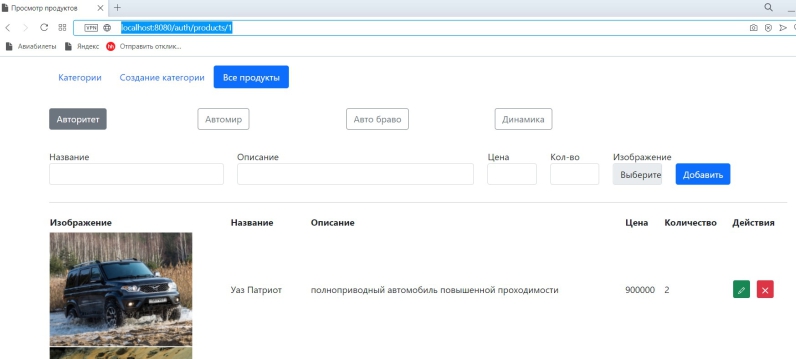 Просмотр продуктов
VPN localhost:8080/auth/products/1
Авиабилеты Яндекс hh Отправить отклик...
Категории Создание категории Все продукты
Авторитет Автомир Авто браво Динамика
Название Описание Цена Кол-во Изображение
Выберите Добавить
Изображение Название Описание Цена Количество Действия
Уаз Патриот полноприводный автомобиль повышенной проходимости 900000 2